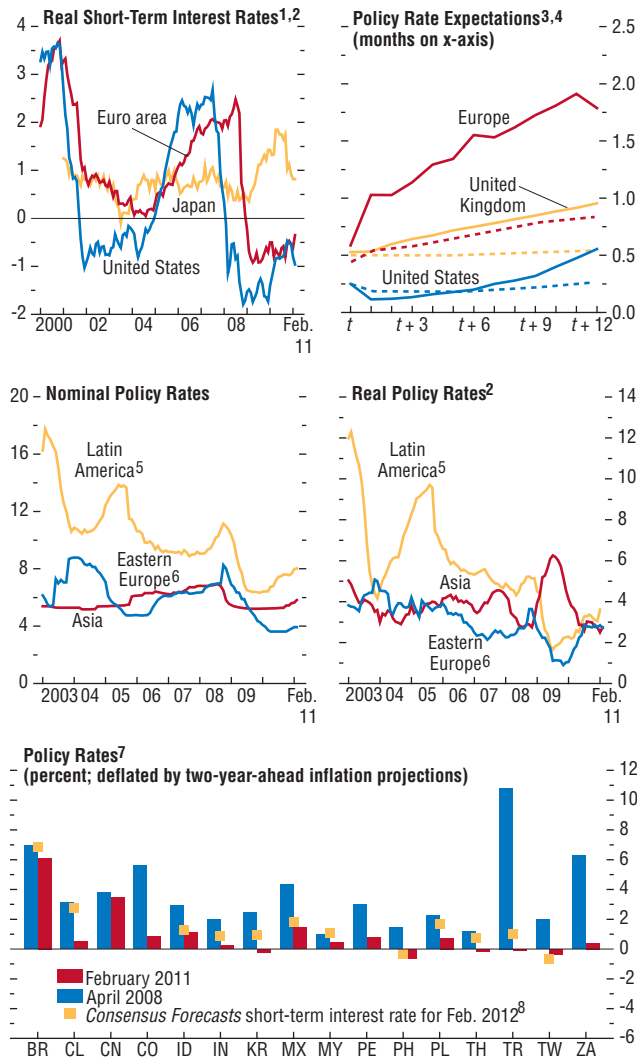 Real Short-Term Interest Rates1,2
4
3
2
1
0
-1
-2
Euro area
Japan
United States
2000 02 04 06 08 Feb.
11
Policy Rate Expectations3,4
(months on x-axis)
2.5
2.0
1.5
1.0
0.5
0.0
Europe
United
Kingdom
United States
t t + 3 t + 6 t + 9 t + 12
Nominal Policy Rates
20
16
12
8
4
0
Latin
America5
Eastern
Europe6
Asia
2003 04 05 06 07 08 09 Feb.
11
Real Policy Rates2
14
12
10
8
6
4
2
0
Latin
America5
Asia
Eastern
Europe6
2003 04 05 06 07 08 09 Feb.
11
Policy Rates7
(percent; deflated by two-year-ahead inflation projections)
12
10
8
6
4
2
0
-2
-4
-6
February 2011
April 2008
Consensus Forecasts short-term interest rate for Feb. 20128
BR CL CN CO ID IN KR MX MY PE PH PL TH TR TW ZA